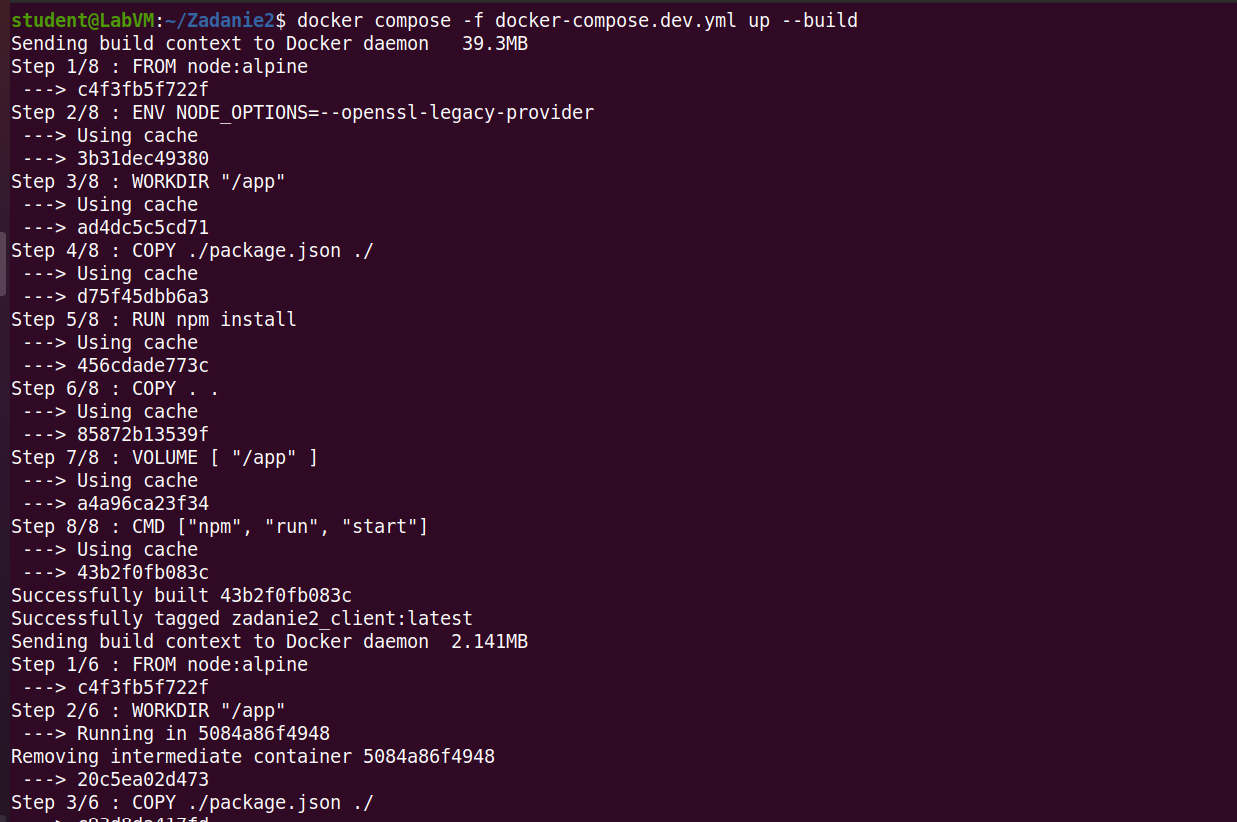 student@LabVM:~/Zadanie2$ docker compose -f docker-compose.dev.yml up --build
Sending build context to Docker daemon   39.3MB
Step 1/8 : FROM node:alpine
 ---> c4f3fb5f722f
Step 2/8 : ENV NODE_OPTIONS=--openssl-legacy-provider
 ---> Using cache
 ---> 3b31dec49380
Step 3/8 : WORKDIR "/app"
 ---> Using cache
 ---> ad4dc5c5cd71
Step 4/8 : COPY ./package.json ./
 ---> Using cache
 ---> d75f45dbb6a3
Step 5/8 : RUN npm install
 ---> Using cache
 ---> 456cdade773c
Step 6/8 : COPY . .
 ---> Using cache
 ---> 85872b13539f
Step 7/8 : VOLUME [ "/app" ]
 ---> Using cache
 ---> a4a96ca23f34
Step 8/8 : CMD ["npm", "run", "start"]
 ---> Using cache
 ---> 43b2f0fb083c
Successfully built 43b2f0fb083c
Successfully tagged zadanie2_client:latest
Sending build context to Docker daemon  2.141MB
Step 1/6 : FROM node:alpine
 ---> c4f3fb5f722f
Step 2/6 : WORKDIR "/app"
 ---> Running in 5084a86f4948
Removing intermediate container 5084a86f4948
 ---> 20c5ea02d473
Step 3/6 : COPY ./package.json ./